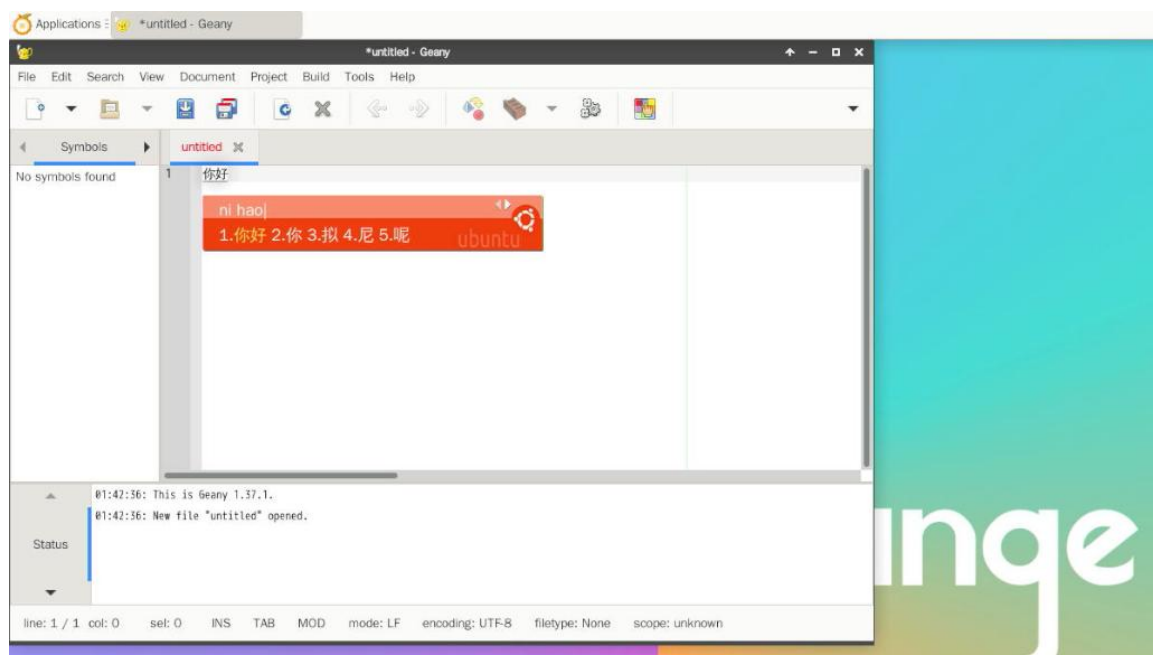 Applications
*untitled - Geany
*untitled - Geany
File Edit Search View Document Project Build Tools Help
Symbols
untitled
No symbols found
1 你好
ni hao
1.你好 2.你 3.拟 4.尼 5.呢
ubuntu
01:42:36: This is Geany 1.37.1.
01:42:36: New file "untitled" opened.
Status
line: 1 / 1 col: 0 sel: 0 INS TAB MOD mode: LF encoding: UTF-8 filetype: None scope: unknown